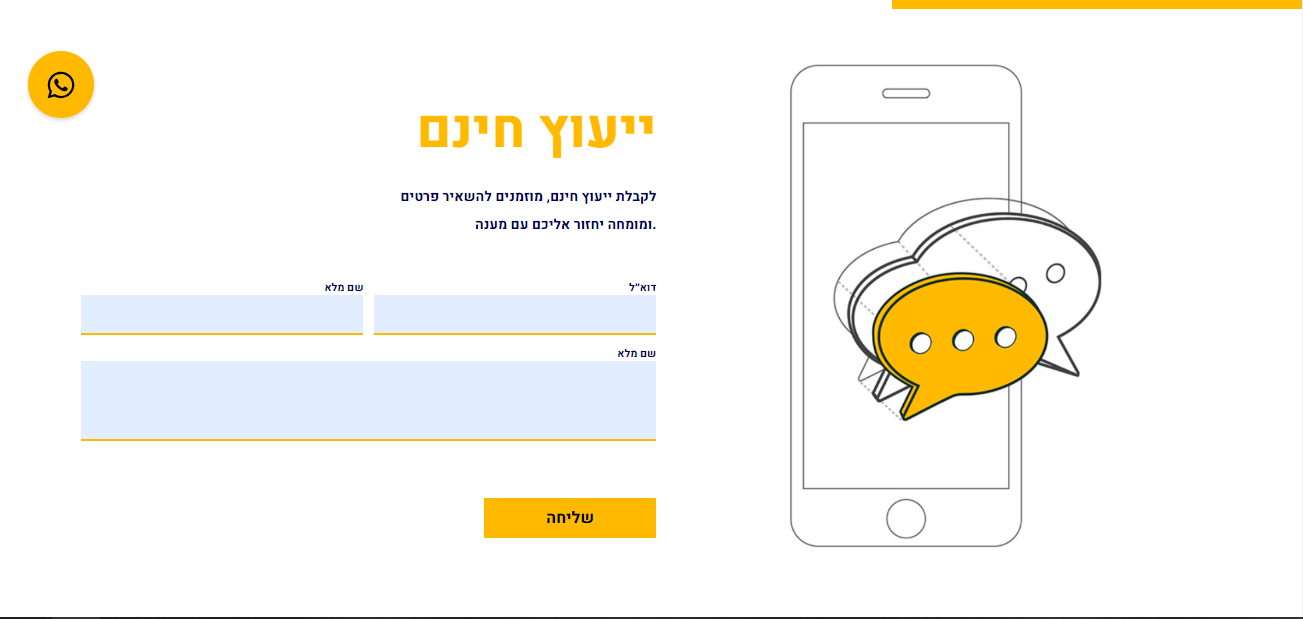 ייעוץ חינם
לקבלת ייעוץ חינם, מוזמנים להשאיר פרטים
.ומומחה יחזור אליכם עם מענה
דוא״ל
שם מלא
שם מלא
שליחה